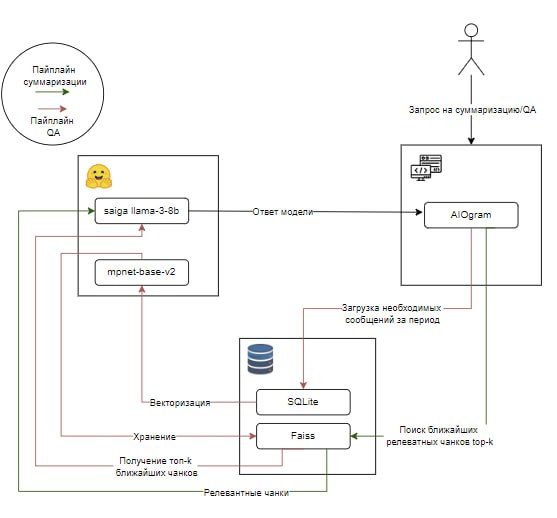 Пайплайн
суммаризации
Пайплайн
QA
Запрос на суммаризацию/QA
saiga llama-3-8b
Ответ модели
AIOgram
mpnet-base-v2
Загрузка необходимых
сообщений за период
Векторизация
SQLite
Хранение
Faiss
Поиск ближайших
релеватных чанков top-k
Получение топ-k
ближайших чанков
Релевантные чанки